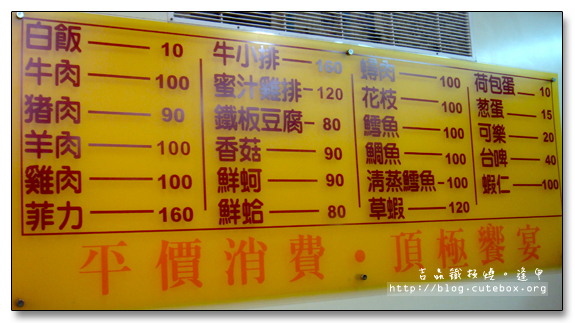 白飯 10
牛肉 100
豬肉 90
羊肉 100
雞肉 100
菲力 160
牛小排 160
蜜汁雞排 120
鐵板豆腐 80
香菇 90
鮮蚵 90
鮮蛤 80
鱘肉 100
花枝 100
鱈魚 100
鯛魚 100
清蒸鱈魚 100
草蝦 120
荷包蛋 10
葱蛋 15
可樂 20
台啤 40
蝦仁 100
平價消費・頂極饗宴
吉品鐵板燒。逢甲
http://blog.cutebox.org